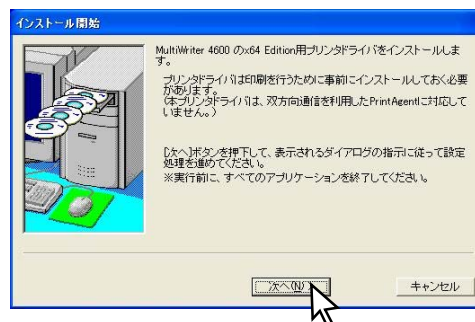 インストール開始
MultiWriter 4600 のx64 Edition用プリンタドライバをインストールしま
す。
プリンタドライバは印刷を行うために事前にインストールしておく必要
があります。
(本プリンタドライバは、双方向通信を利用したPrintAgentに対応して
いません。)
[次へ]ボタンを押下して、表示されるダイアログの指示に従って設定
処理を進めてください。
※実行前に、すべてのアプリケーションを終了してください。
次へ(N)
キャンセル